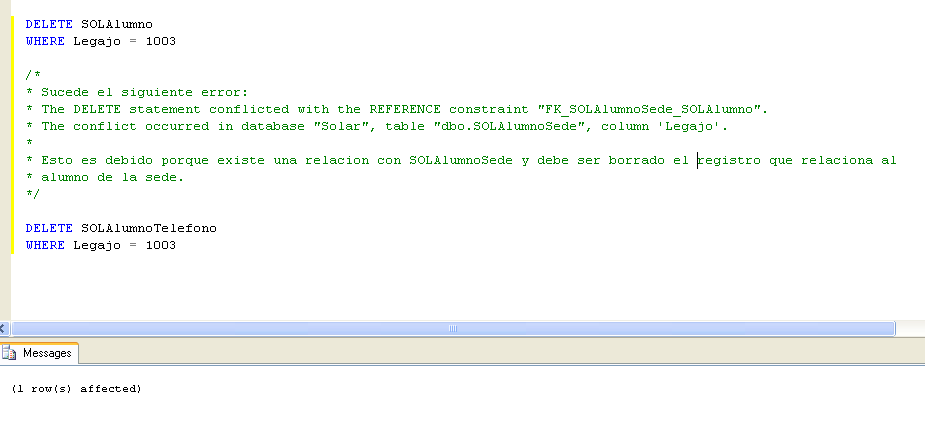 DELETE SOLAlumno
WHERE Legajo = 1003
/*
* Sucede el siguiente error:
* The DELETE statement conflicted with the REFERENCE constraint "FK_SOLAlumnoSede_SOLAlumno".
* The conflict occurred in database "Solar", table "dbo.SOLAlumnoSede", column 'Legajo'.
*
* Esto es debido porque existe una relacion con SOLAlumnoSede y debe ser borrado el registro que relaciona al
* alumno de la sede.
*/
DELETE SOLAlumnoTelefono
WHERE Legajo = 1003
Messages
(1 row(s) affected)